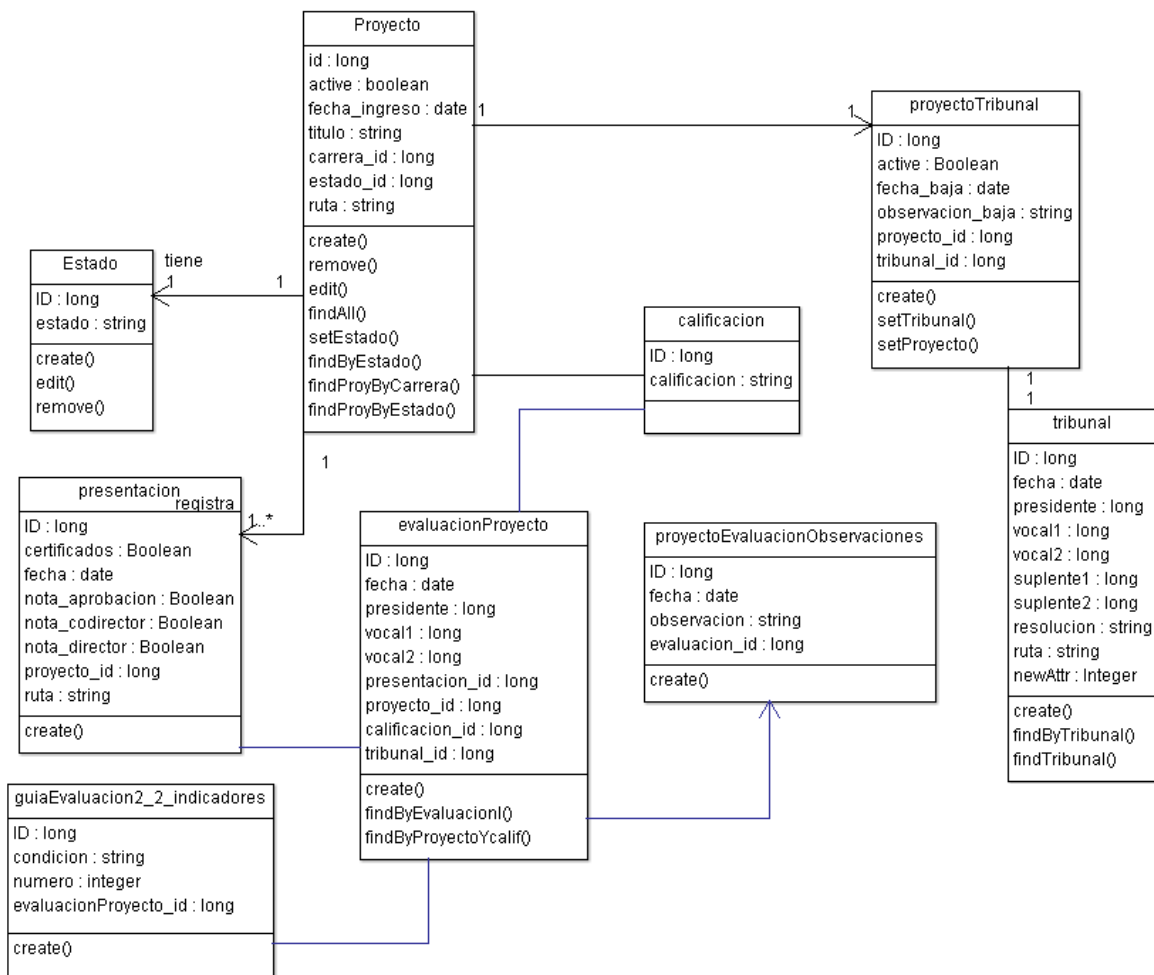 Proyecto
id : long
active : boolean
fecha_ingreso : date
titulo : string
carrera_id : long
estado_id : long
ruta : string
create()
remove()
edit()
findAll()
setEstado()
findByEstado()
findProyByCarrera()
findProyByEstado()
1
1
proyectoTribunal
ID : long
active : Boolean
fecha_baja : date
observacion_baja : string
proyecto_id : long
tribunal_id : long
create()
setTribunal()
setProyecto()
Estado
ID : long
estado : string
create()
edit()
remove()
tiene
1
1
calificacion
ID : long
calificacion : string
1
1
tribunal
ID : long
fecha : date
presidente : long
vocal1 : long
vocal2 : long
suplente1 : long
suplente2 : long
resolucion : string
ruta : string
newAttr : Integer
create()
findByTribunal()
findTribunal()
1
presentacion
registra
1..*
ID : long
certificados : Boolean
fecha : date
nota_aprobacion : Boolean
nota_codirector : Boolean
nota_director : Boolean
proyecto_id : long
ruta : string
create()
evaluacionProyecto
ID : long
fecha : date
presidente : long
vocal1 : long
vocal2 : long
presentacion_id : long
proyecto_id : long
calificacion_id : long
tribunal_id : long
create()
findByEvaluacionI()
findByProyectoYcalif()
proyectoEvaluacionObservaciones
ID : long
fecha : date
observacion : string
evaluacion_id : long
create()
guiaEvaluacion2_2_indicadores
ID : long
condicion : string
numero : integer
evaluacionProyecto_id : long
create()